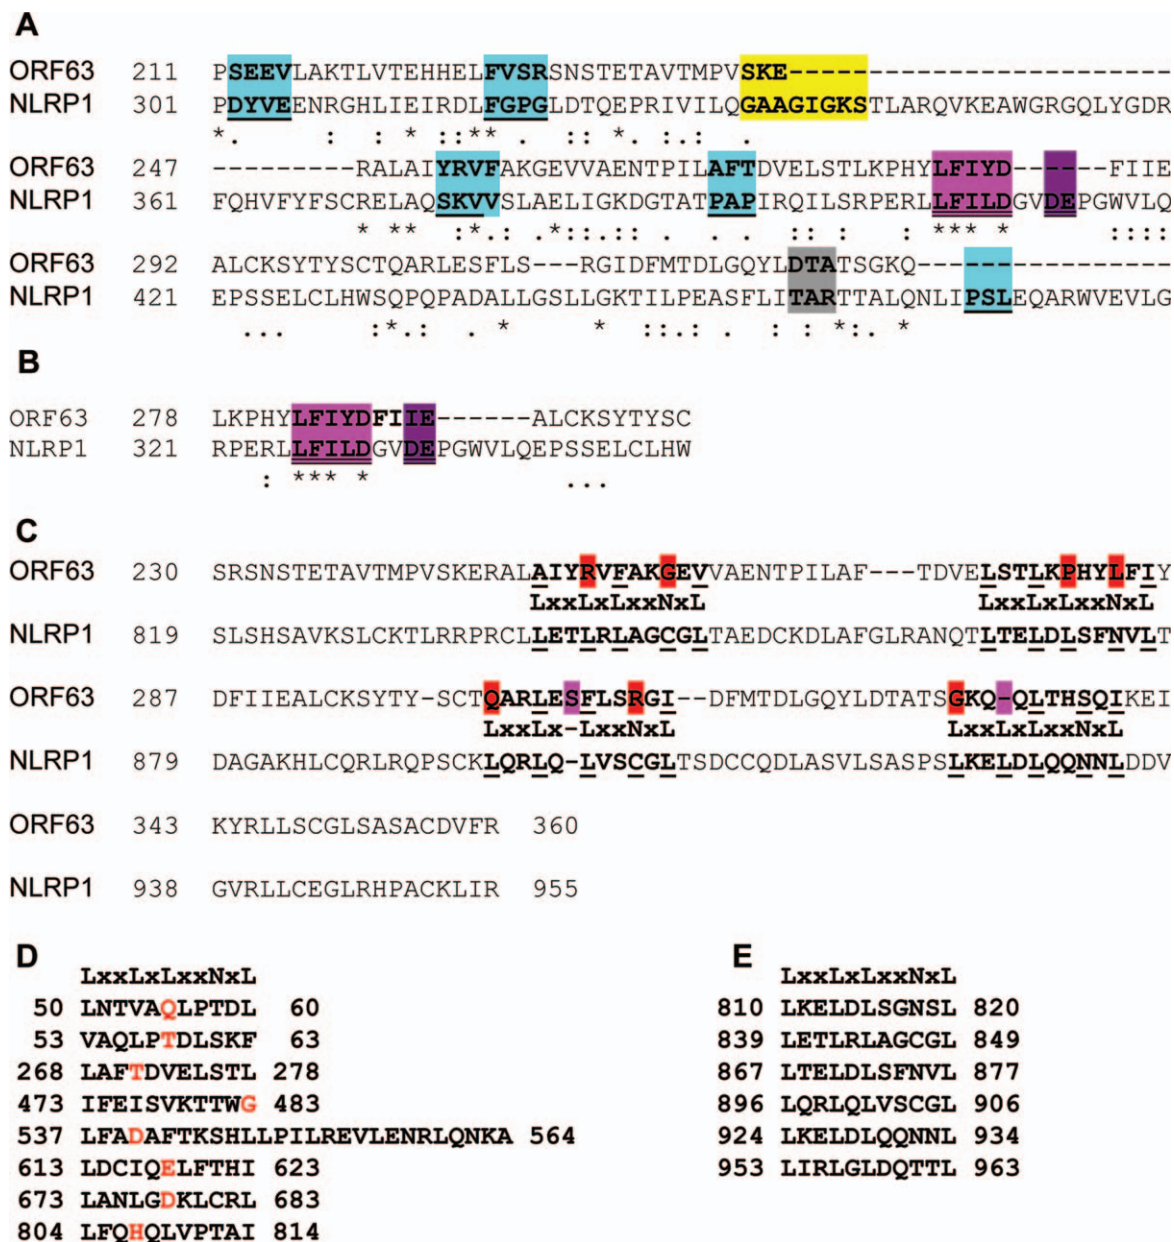 A
ORF63 211 PSEEVLAKTLVTEHHELFVSRSNSTETAVTMPVSKE------------------------
NLRP1 301 PDYVEENRGHLIEIRDLFGPGLDTQEPRIVILQGAAGIGKSTLARQVKEAWGRGQLYGDR
*. : : * ::** : : * . : : .
ORF63 247 ---------RALAIYRVFAKGEVVAENTPILAFTDVELSTLKPHYLFIYD------FIIE
NLRP1 361 FQHVFYFSCRELAQSKVVSLAELIGKDGTATPAPIRQILSRPERLLFILDGVDEPGWVLQ
* ** :*.: *::: . . . . : : : : *** * ::::
ORF63 292 ALCKSYTYSCTQARLESFLS---RGIDFMTDLGQYLDTATSGKQ----------------
NLRP1 421 EPSSELCLHWSQPQPADALLGSLLGKTILPEASFLITARTTALQNLIPSLEQARWVEVLG
... :*.: . * * ::.: . : : :*: *
B
ORF63 278 LKPHYLFIYDFIIE------ALCKSYTYSC
NLRP1 321 RPERLLFILDGVDEPGWVLQEPSSELCLHW
: *** * ...
C
ORF63 230 SRSNSTETAVTMPVSKERALAIYRVFAKGEVVAENTPILAF---TDVELSTLKPHYLFIY
LxxLxLxxNxL LxxLxLxxNxL
NLRP1 819 SLSHSAVKSLCKTLRRPRCLLETLRLAGCGLTAEDCKDLAFGLRANQTLTELDLSFNVLT
ORF63 287 DFIIEALCKSYTY-SCTQARLESFLSRGI--DFMTDLGQYLDTATSGKQ-QLTHSQIKEI
LxxLx-LxxNxL LxxLxLxxNxL
NLRP1 879 DAGAKHLCQRLRQPSCKLQRLQ-LVSCGLTSDCCQDLASVLSASPSLKELDLQQNNLDDV
ORF63 343 KYRLLSCGLSASACDVFR 360
NLRP1 938 GVRLLCEGLRHPACKLIR 955
D
LxxLxLxxNxL
50 LNTVAQLPTDL 60
53 VAQLPTDLSKF 63
268 LAFTDVELSTL 278
473 IFEISVKTTWG 483
537 LFADAFTKSHLLPILREVLENRLQNKA 564
613 LDCIQELFTHI 623
673 LANLGDKLCRL 683
804 LFQHQLVPTAI 814
E
LxxLxLxxNxL
810 LKELDLSGNSL 820
839 LETLRLAGCGL 849
867 LTELDLSFNVL 877
896 LQRLQLVSCGL 906
924 LKELDLQQNNL 934
953 LIRLGLDQTTL 963